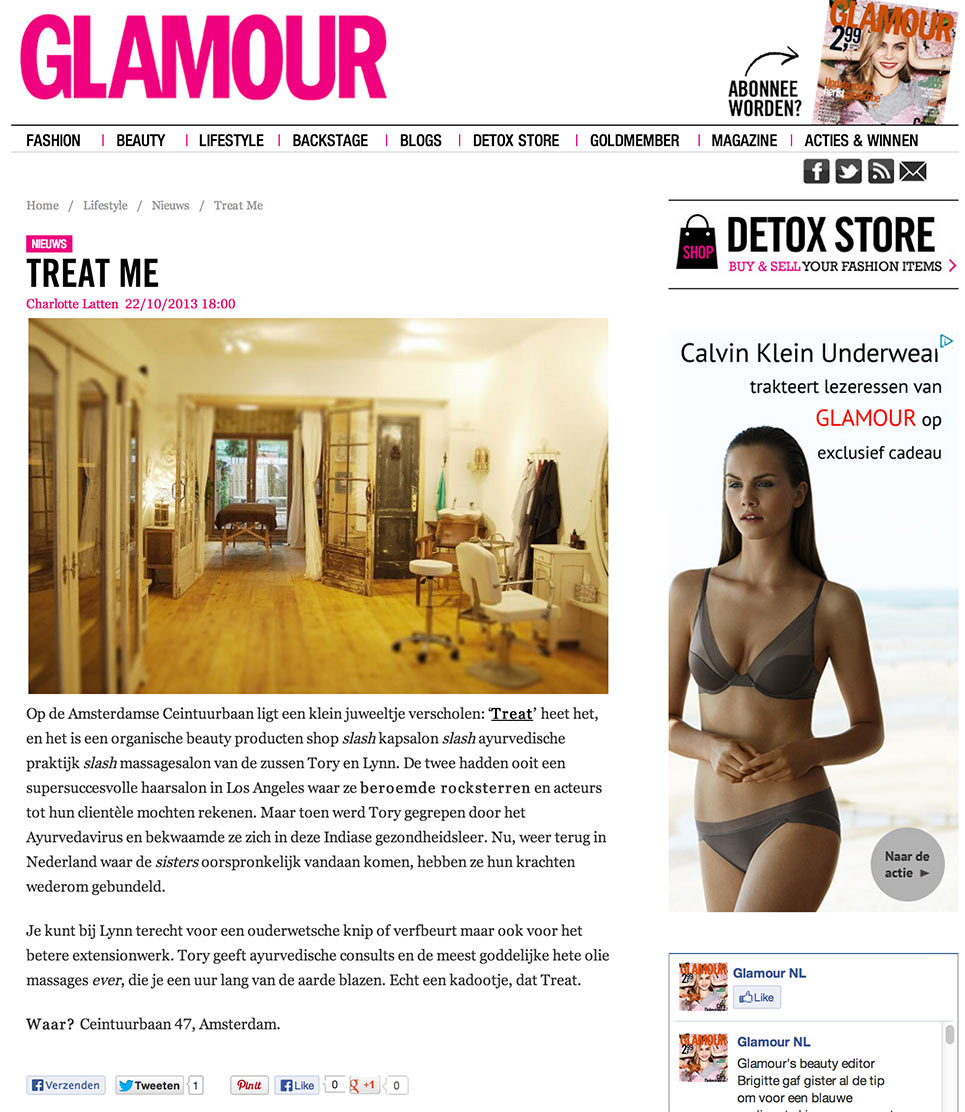 GLAMOUR
ABONNEE
WORDEN?
GLAMOUR
2,99
FASHION | BEAUTY | LIFESTYLE | BACKSTAGE | BLOGS | DETOX STORE | GOLDMEMBER | MAGAZINE | ACTIES & WINNEN
Home / Lifestyle / Nieuws / Treat Me
NIEUWS
TREAT ME
Charlotte Latten 22/10/2013 18:00
Op de Amsterdamse Ceintuurbaan ligt een klein juweeltje verscholen: ‘Treat’ heet het,
en het is een organische beauty producten shop slash kapsalon slash ayurvedische
praktijk slash massagesalon van de zussen Tory en Lynn. De twee hadden ooit een
supersuccesvolle haarsalon in Los Angeles waar ze beroemde rocksterren en acteurs
tot hun clientèle mochten rekenen. Maar toen werd Tory gegrepen door het
Ayurvedavirus en bekwaamde ze zich in deze Indiase gezondheidsleer. Nu, weer terug in
Nederland waar de sisters oorspronkelijk vandaan komen, hebben ze hun krachten
wederom gebundeld.
Je kunt bij Lynn terecht voor een ouderwetsche knip of verfbeurt maar ook voor het
betere extensionwerk. Tory geeft ayurvedische consults en de meest goddelijke hete olie
massages ever, die je een uur lang van de aarde blazen. Echt een kadootje, dat Treat.
Waar? Ceintuurbaan 47, Amsterdam.
Verzenden Tweeten 1 Pin it Like 0 +1 0
SHOP
DETOX STORE
BUY & SELL YOUR FASHION ITEMS
Calvin Klein Underwear
trakteert lezeressen van
GLAMOUR op
exclusief cadeau
Naar de
actie
GLAMOUR
2,99
Glamour NL
Like
GLAMOUR
2,99
Glamour NL
Glamour's beauty editor
Brigitte gaf gister al de tip
om voor een blauwe